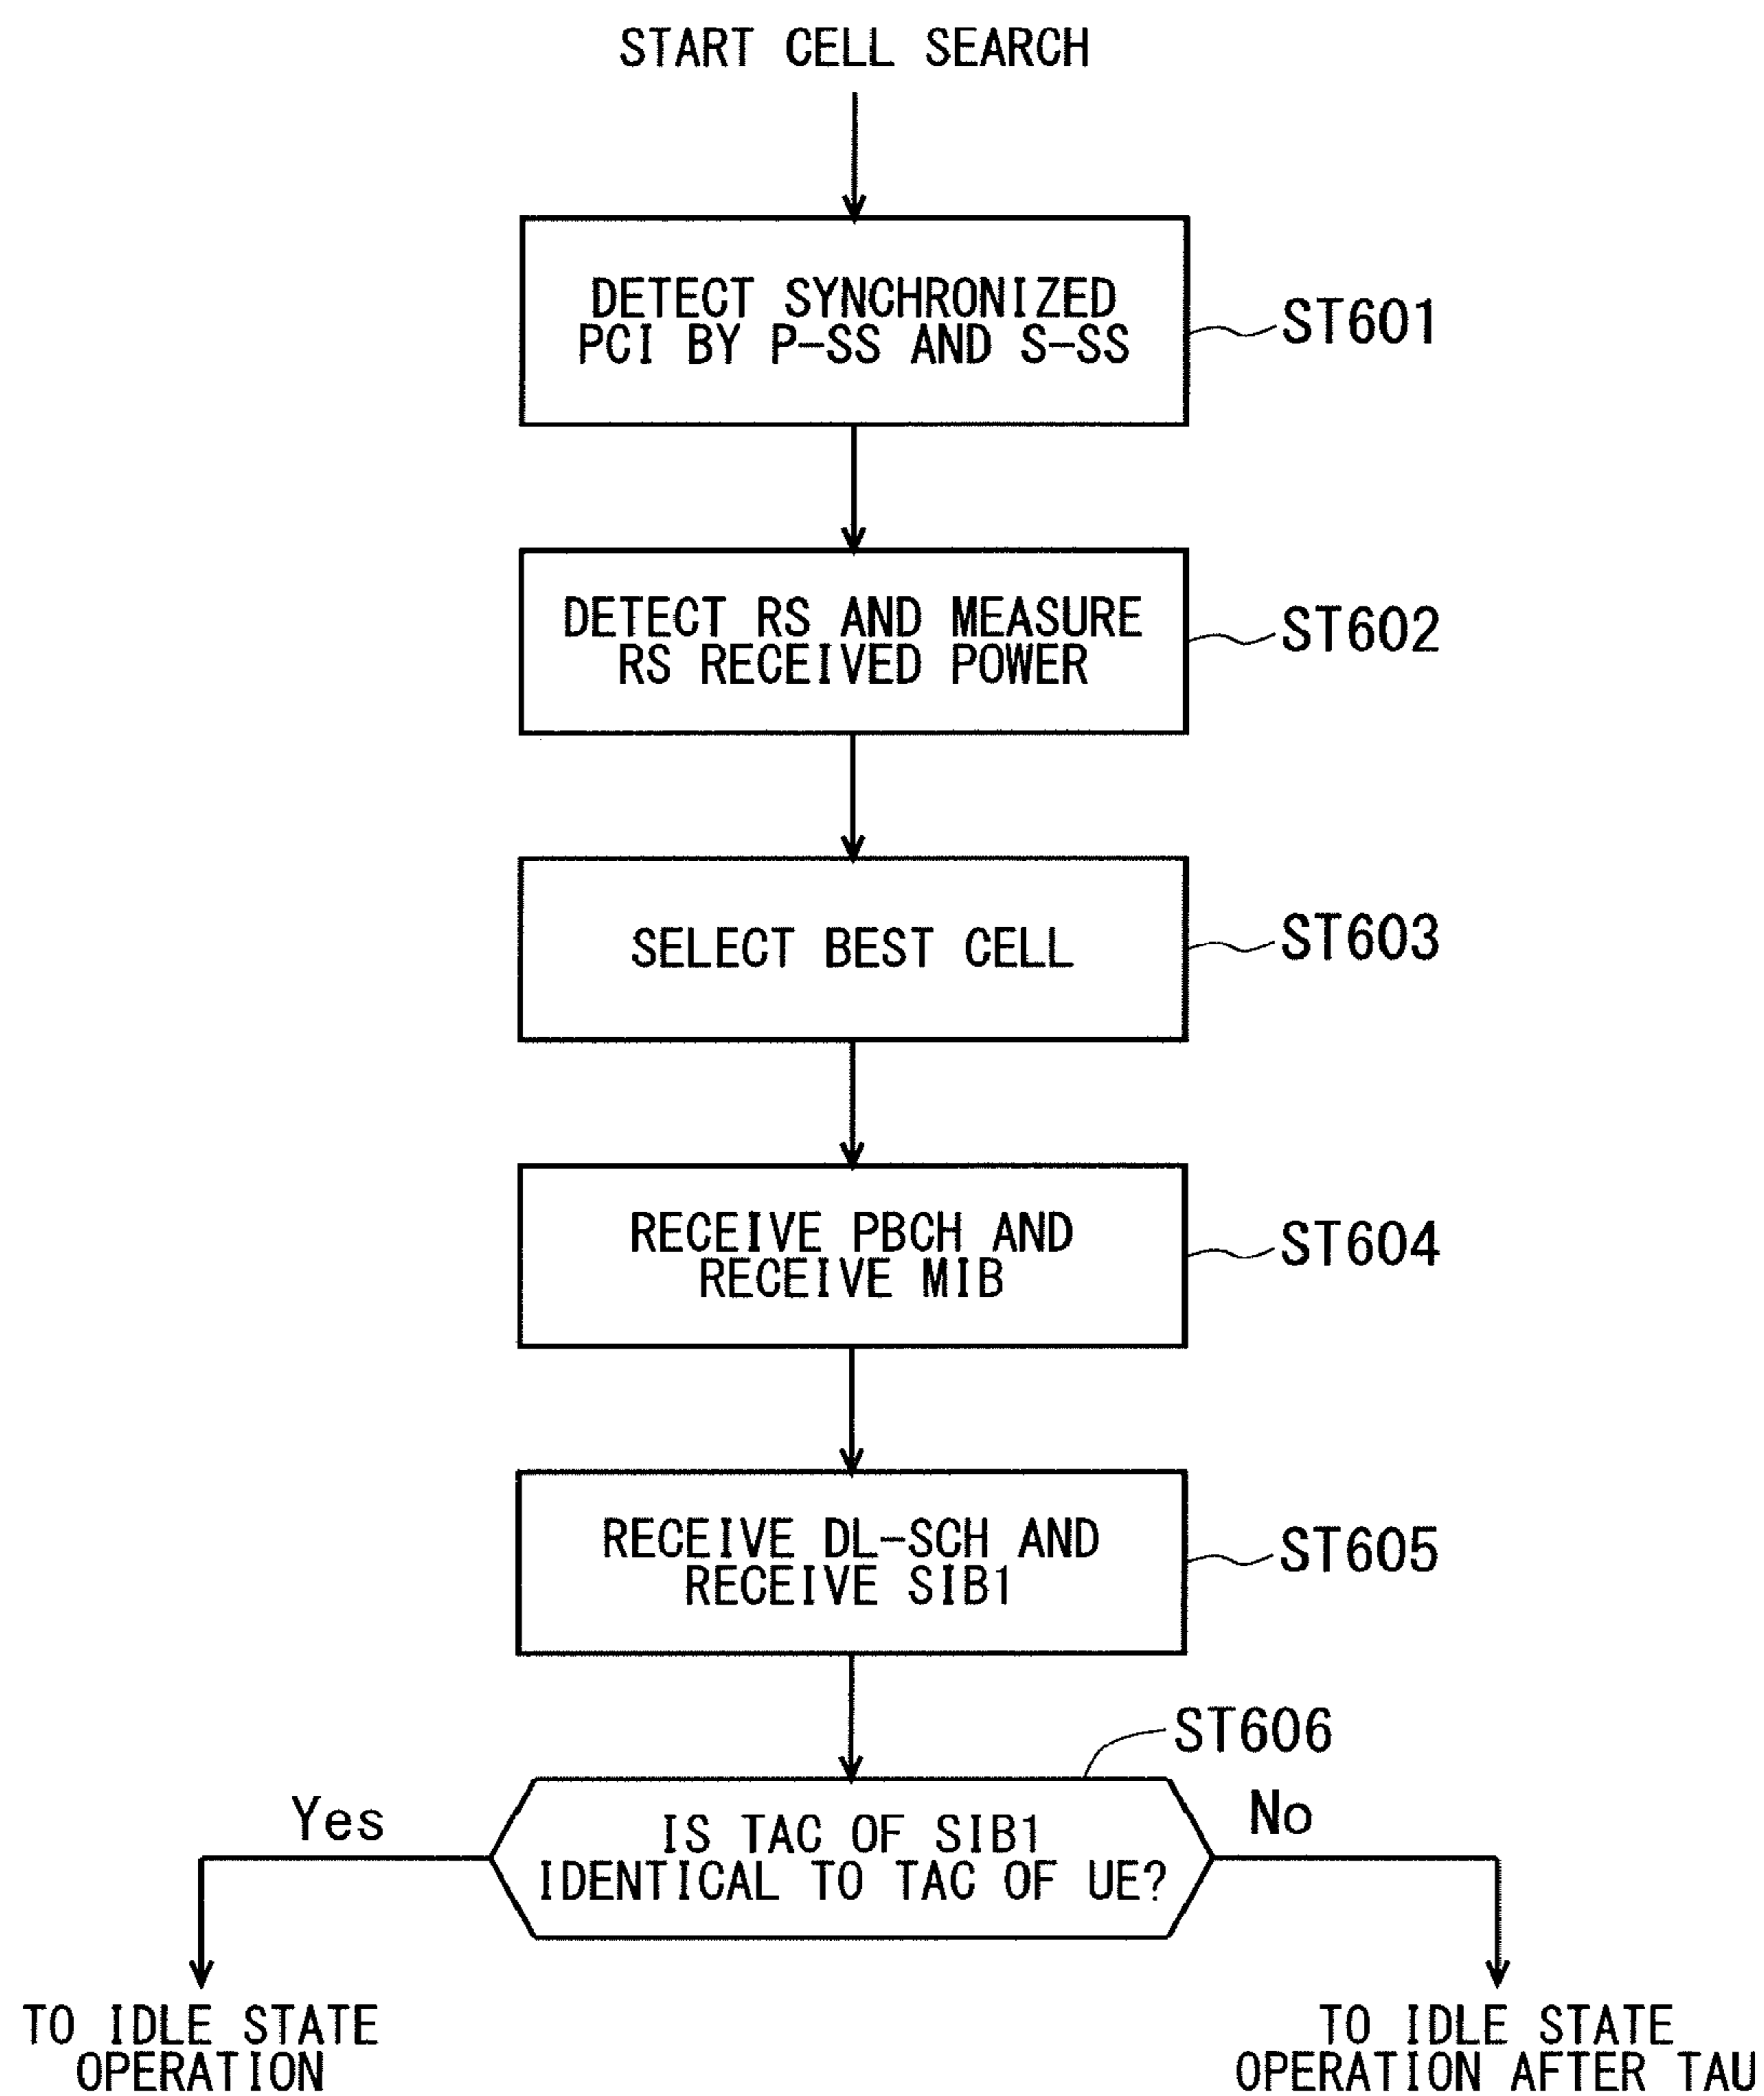 START CELL SEARCH
DETECT SYNCHRONIZED
PCI BY P-SS AND S-SS
ST601
DETECT RS AND MEASURE
RS RECEIVED POWER
ST602
SELECT BEST CELL
ST603
RECEIVE PBCH AND
RECEIVE MIB
ST604
RECEIVE DL-SCH AND
RECEIVE SIB1
ST605
ST606
IS TAC OF SIB1
IDENTICAL TO TAC OF UE?
Yes
No
TO IDLE STATE
OPERATION
TO IDLE STATE
OPERATION AFTER TAU